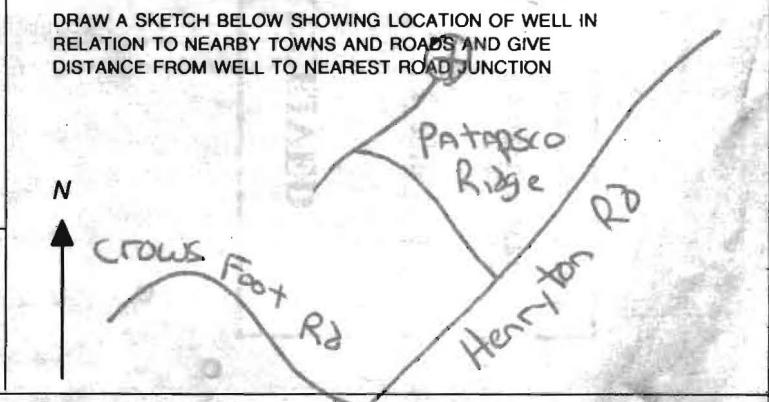 DRAW A SKETCH BELOW SHOWING LOCATION OF WELL IN
RELATION TO NEARBY TOWNS AND ROADS AND GIVE
DISTANCE FROM WELL TO NEAREST ROAD JUNCTION
PATAPSCO
Ridge
N
Crows Foot Rd
Henryton Rd